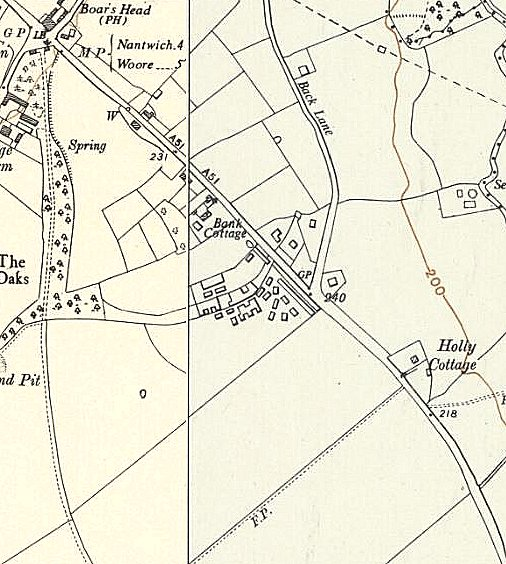 Boar's Head
(PH)
G P
LB
M P
Nantwich. 4
Woore ---- 5
W
A51
231
Spring
A51
Back Lane
Bank
Cottage
The
Oaks
GP
240
200
Holly
Cottage
218
nd Pit
F.P.